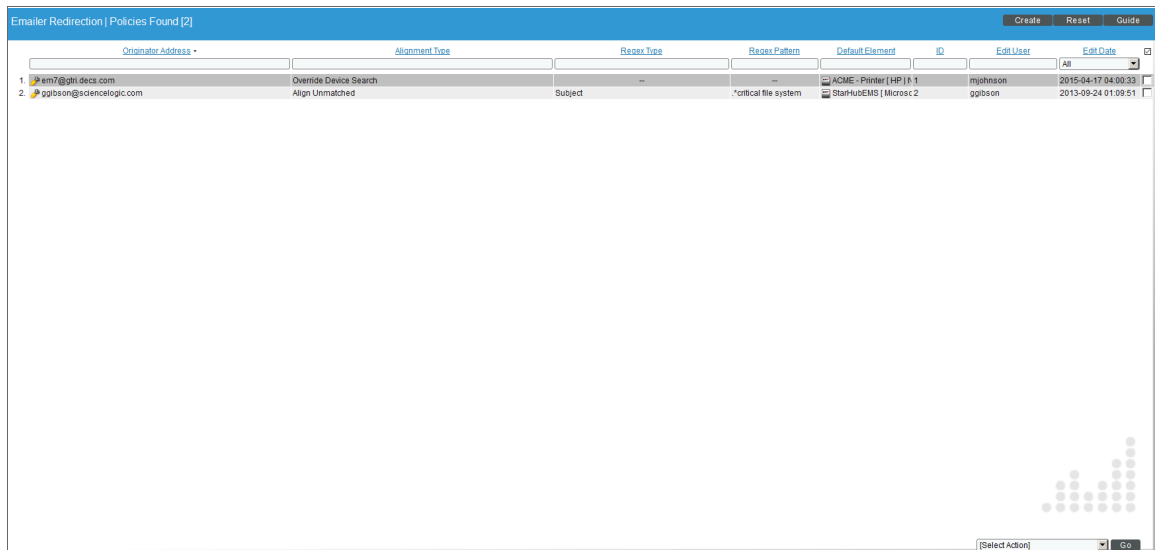 Emailer Redirection | Policies Found [2]
Create Reset Guide
Originator Address Alignment Type Regex Type Regex Pattern Default Element ID Edit User Edit Date
All
1. em7@gtri.decs.com Override Device Search -- -- ACME - Printer [ HP | N 1 mjohnson 2015-04-17 04:00:33
2. ggibson@sciencelogic.com Align Unmatched Subject .*critical file system StarHubEMS [ Microsc 2 ggibson 2013-09-24 01:09:51
[Select Action] Go